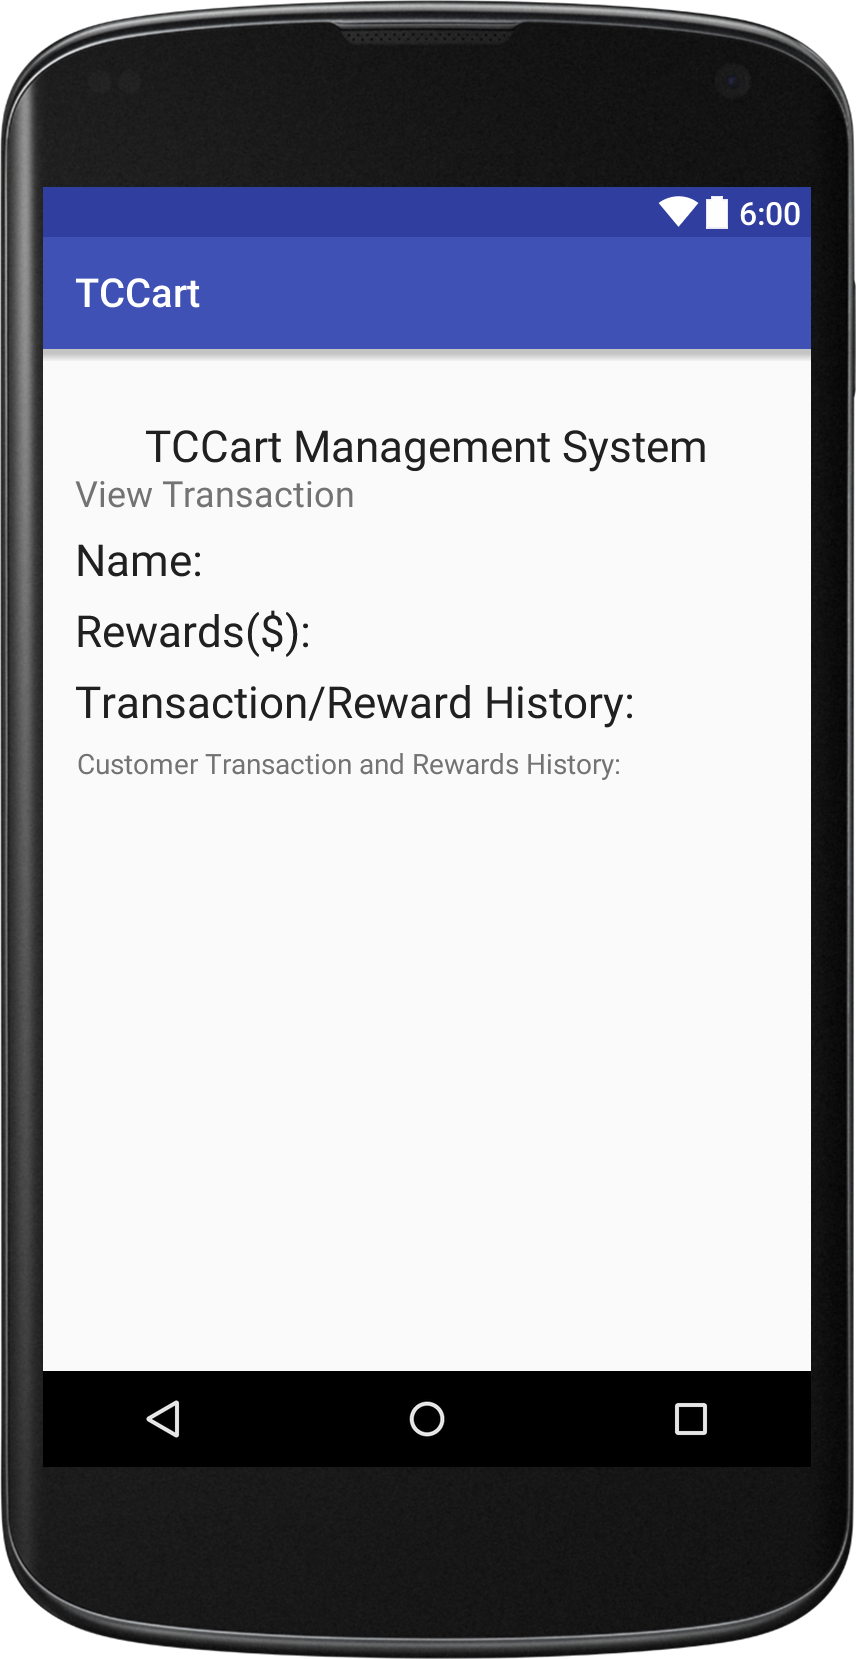 6:00
TCCart
TCCart Management System
View Transaction
Name:
Rewards($):
Transaction/Reward History:
Customer Transaction and Rewards History: